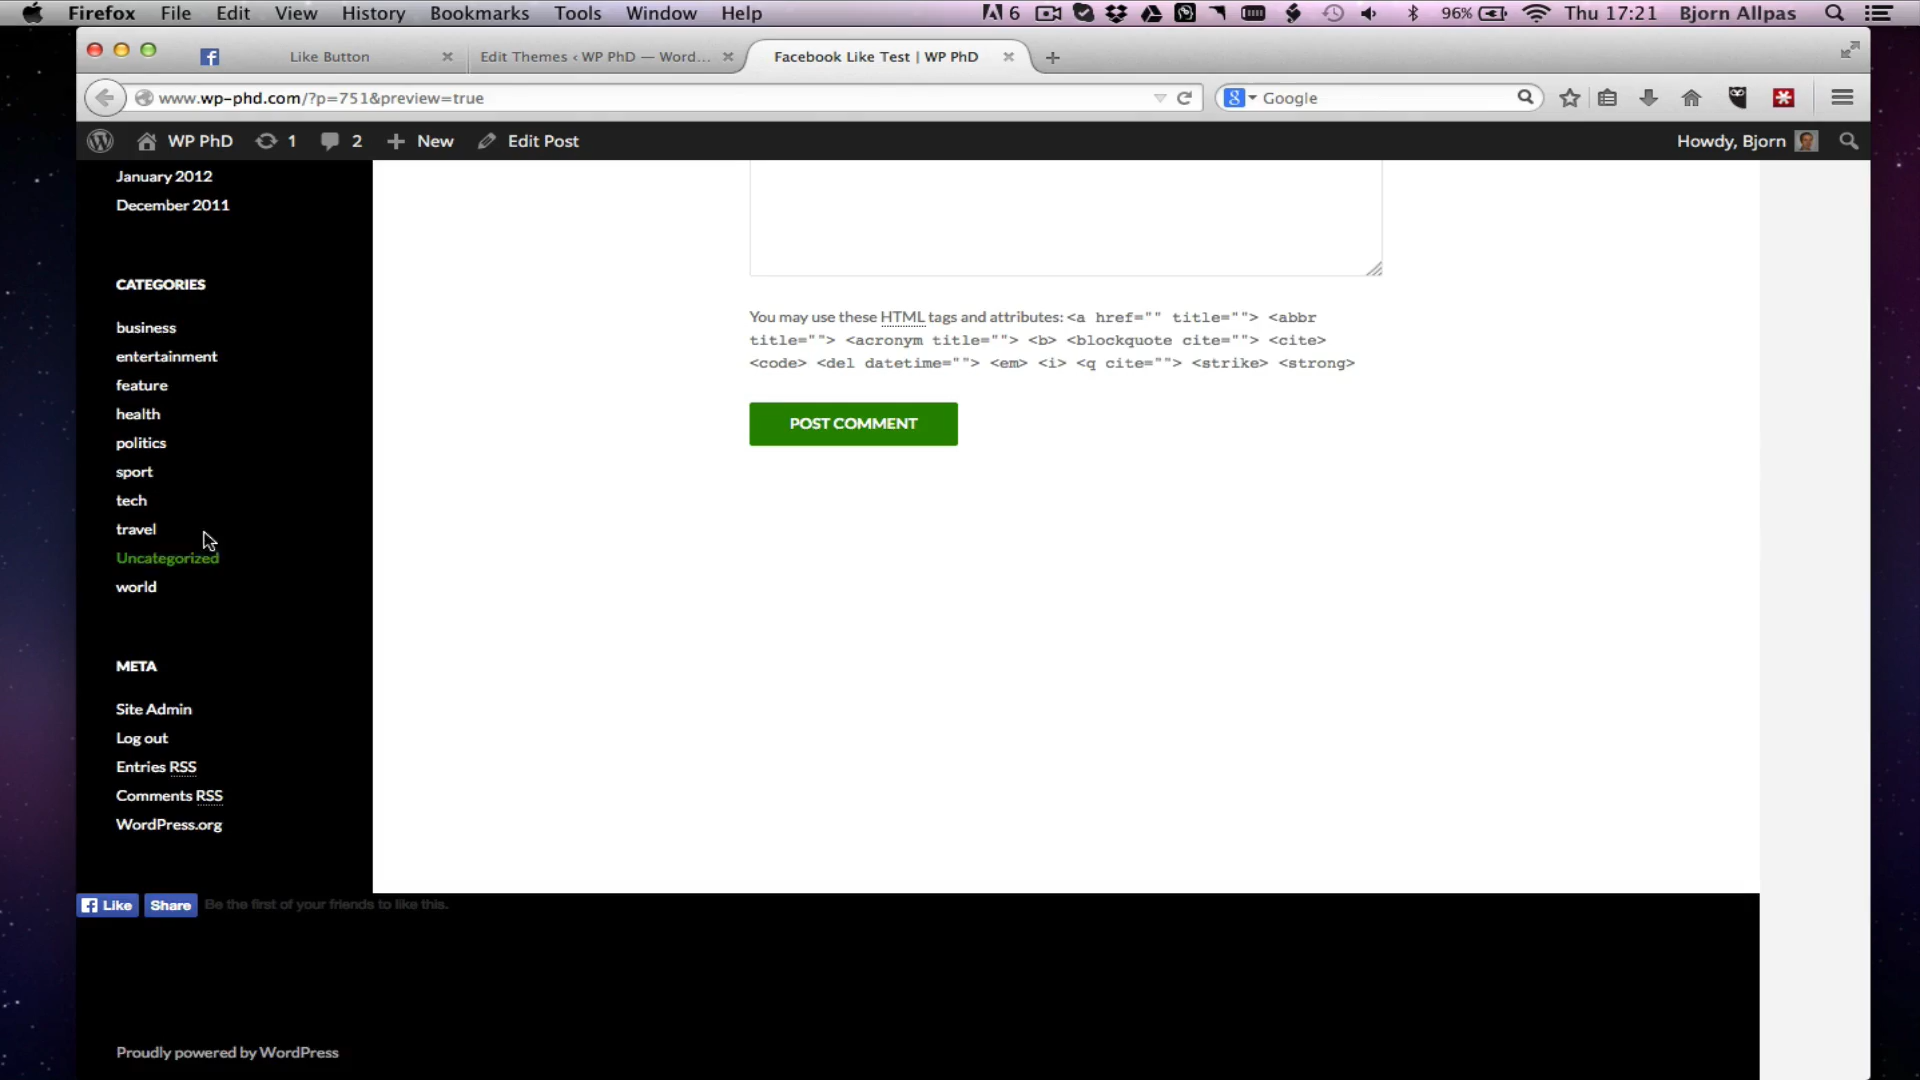 Firefox File Edit View History Bookmarks Tools Window Help 6 96% Thu 17:21 Bjorn Allpas
Like Button Edit Themes ‹ WP PhD — Word... Facebook Like Test | WP PhD
www.wp-phd.com/?p=751&preview=true Google
WP PhD 1 2 New Edit Post Howdy, Bjorn
January 2012
December 2011
CATEGORIES
business
entertainment
feature
health
politics
sport
tech
travel
Uncategorized
world
META
Site Admin
Log out
Entries RSS
Comments RSS
WordPress.org
You may use these HTML tags and attributes: <a href="" title=""> <abbr
title=""> <acronym title=""> <b> <blockquote cite=""> <cite>
<code> <del datetime=""> <em> <i> <q cite=""> <strike> <strong>
POST COMMENT
Like Share Be the first of your friends to like this.
Proudly powered by WordPress